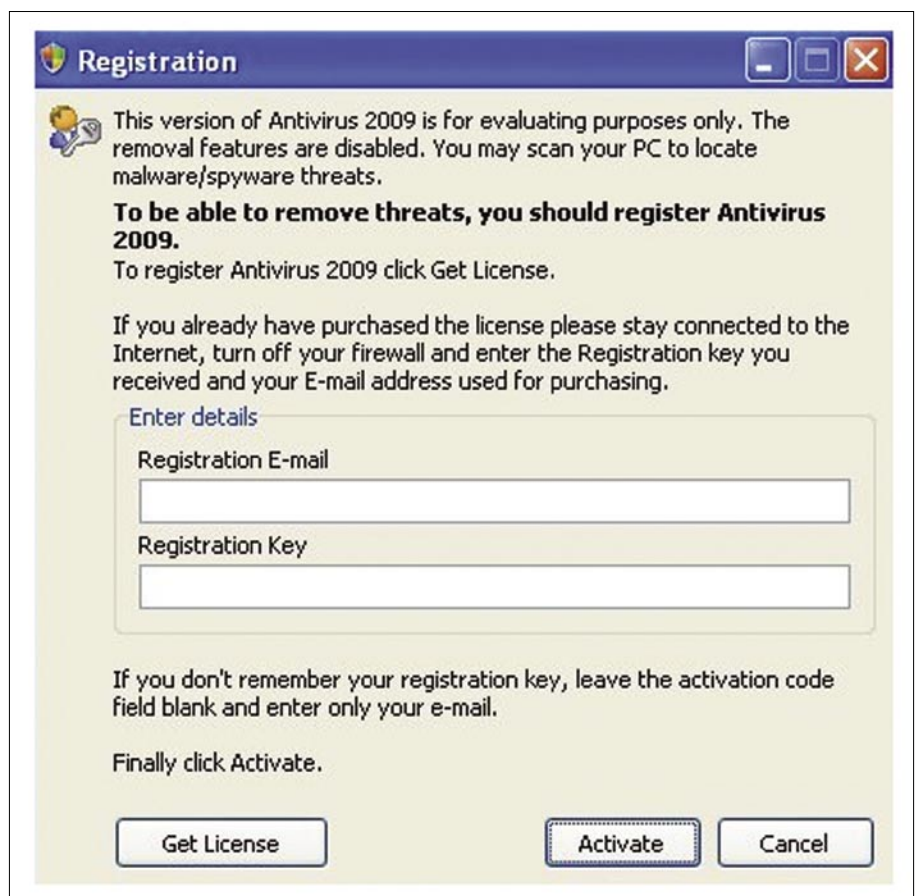 Registration
This version of Antivirus 2009 is for evaluating purposes only. The
removal features are disabled. You may scan your PC to locate
malware/spyware threats.
To be able to remove threats, you should register Antivirus
2009.
To register Antivirus 2009 click Get License.
If you already have purchased the license please stay connected to the
Internet, turn off your firewall and enter the Registration key you
received and your E-mail address used for purchasing.
Enter details
Registration E-mail
Registration Key
If you don't remember your registration key, leave the activation code
field blank and enter only your e-mail.
Finally click Activate.
Get License
Activate
Cancel